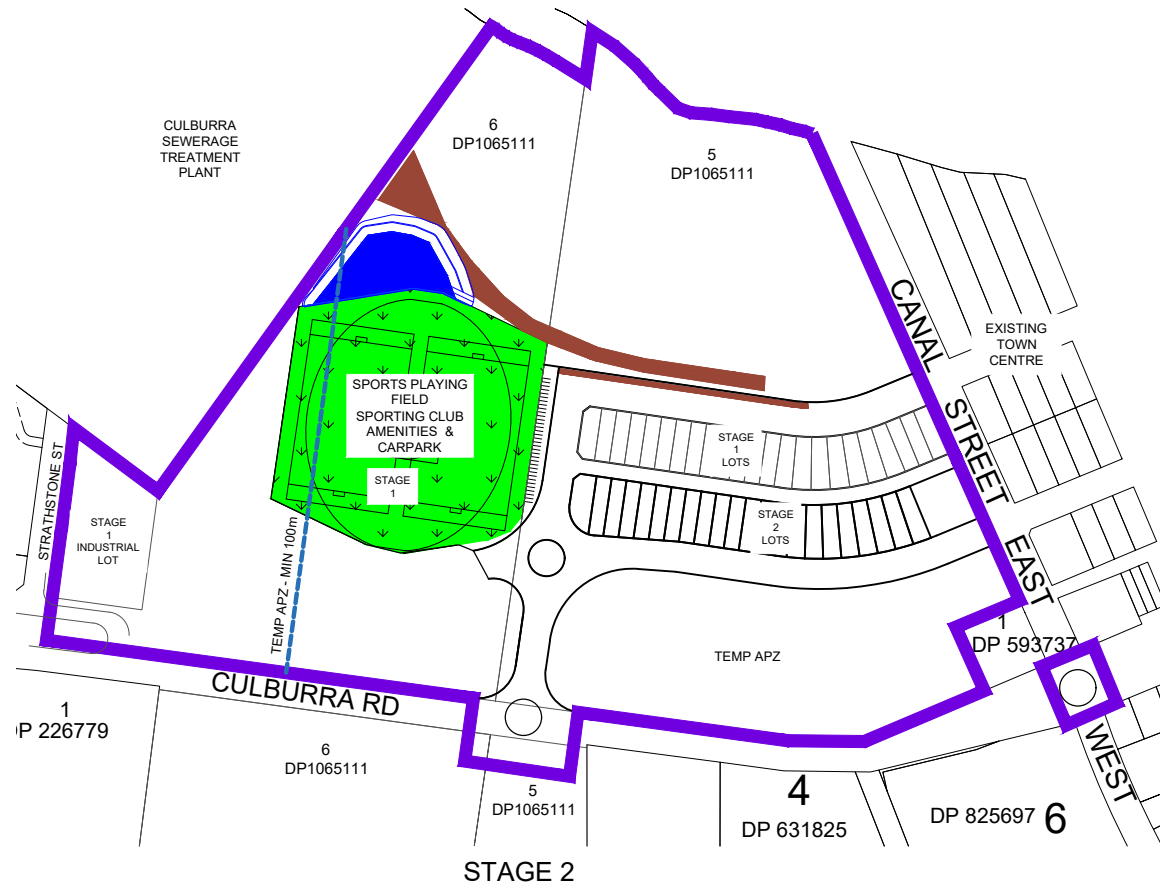 CULBURRA
SEWERAGE
TREATMENT
PLANT
6
DP1065111
5
DP1065111
CANAL
STREET
EAST
EXISTING
TOWN
CENTRE
SPORTS PLAYING
FIELD
SPORTING CLUB
AMENITIES &
CARPARK
STAGE
1
STAGE
1
LOTS
STAGE
2
LOTS
STRATHSTONE ST
STAGE
1
INDUSTRIAL
LOT
TEMP APZ - MIN 100m
TEMP APZ
1
DP 593737
CULBURRA RD
1
DP 226779
6
DP1065111
5
DP1065111
4
DP 631825
DP 825697 6
WEST
STAGE 2